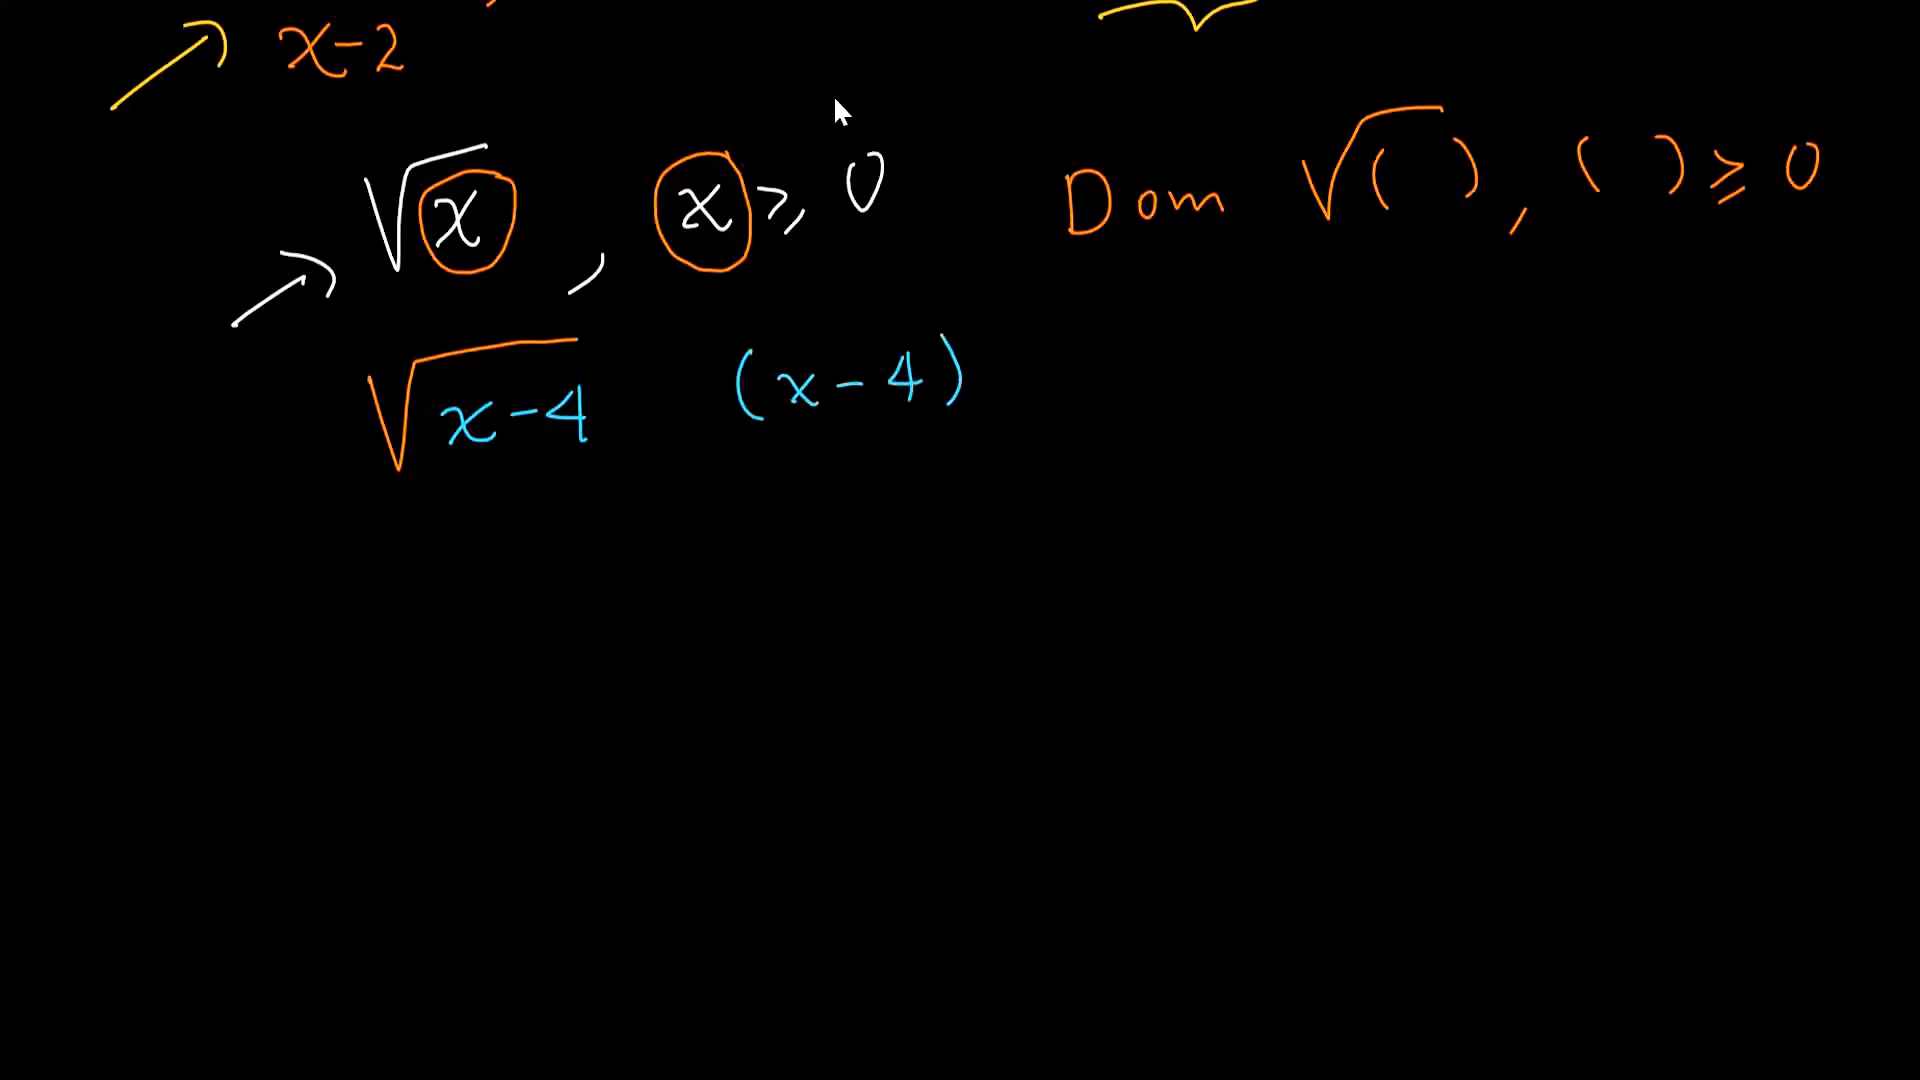 x-2
√x , x ≥ 0 Dom √( ) , ( ) ≥ 0
√x-4 (x-4)